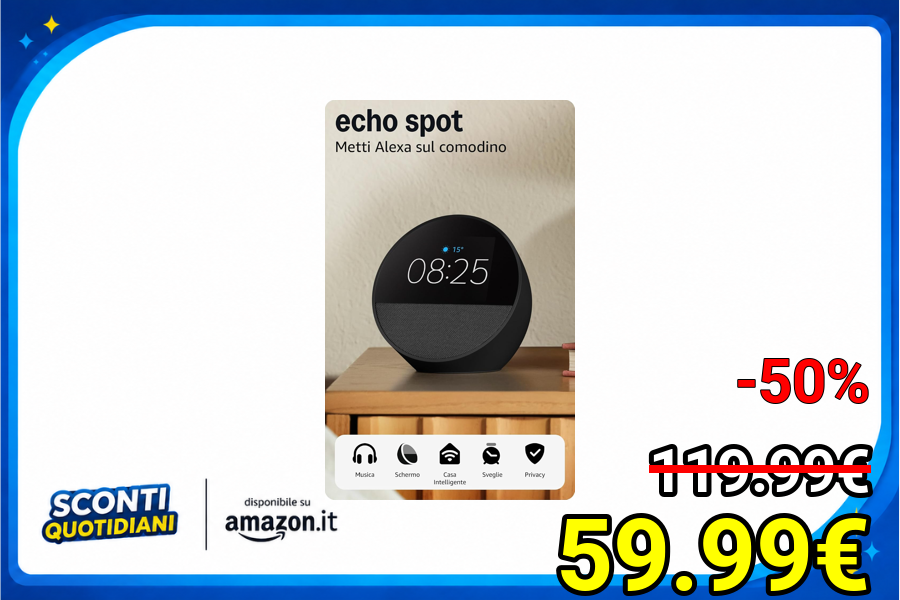 echo spot
Metti Alexa sul comodino
15°
08:25
Musica
Schermo
Casa Intelligente
Sveglie
Privacy
-50%
119.99€
59.99€
SCONTI
QUOTIDIANI
disponibile su
amazon.it